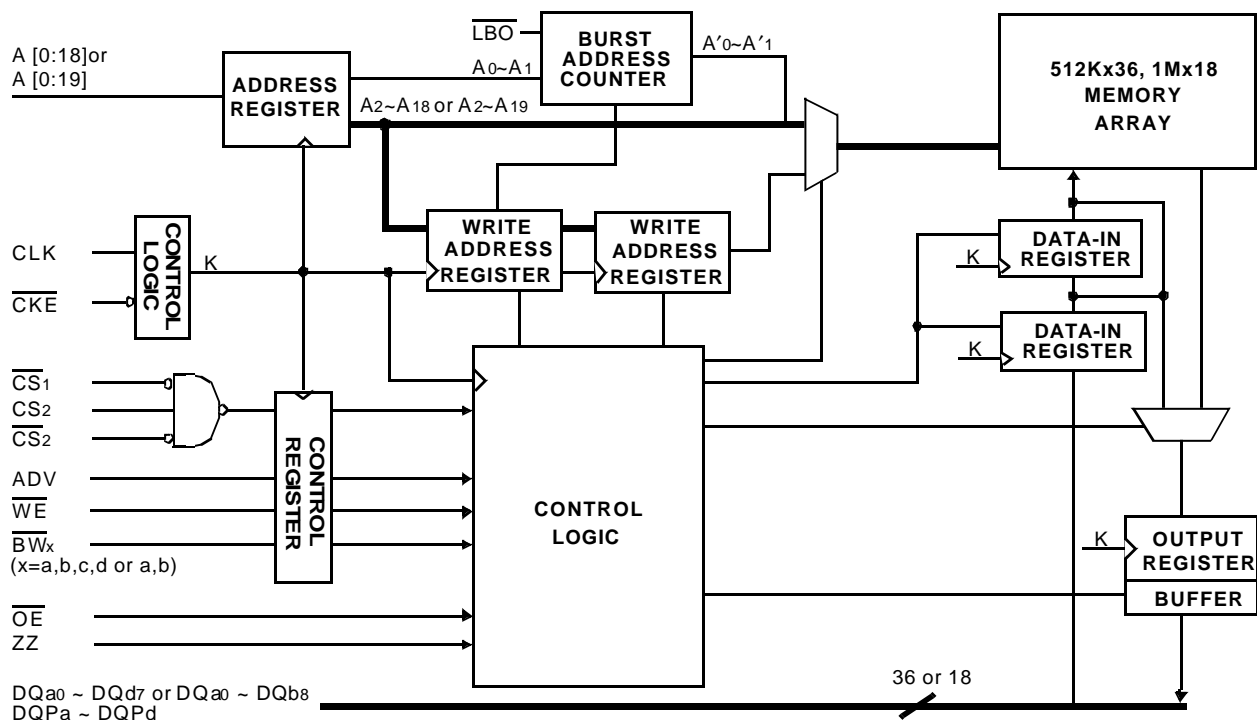 A [0:18]or
A [0:19]
ADDRESS
REGISTER
LBO
BURST
ADDRESS
COUNTER
A′0~A′1
A0~A1
A2~A18 or A2~A19
512Kx36, 1Mx18
MEMORY
ARRAY
WRITE
ADDRESS
REGISTER
WRITE
ADDRESS
REGISTER
DATA-IN
REGISTER
K
DATA-IN
REGISTER
K
CLK
CKE
CONTROL
LOGIC
K
CS1
CS2
CS2
ADV
WE
BWx
(x=a,b,c,d or a,b)
CONTROL
REGISTER
CONTROL
LOGIC
K
OUTPUT
REGISTER
BUFFER
OE
ZZ
DQa0 ~ DQd7 or DQa0 ~ DQb8
DQPa ~ DQPd
36 or 18